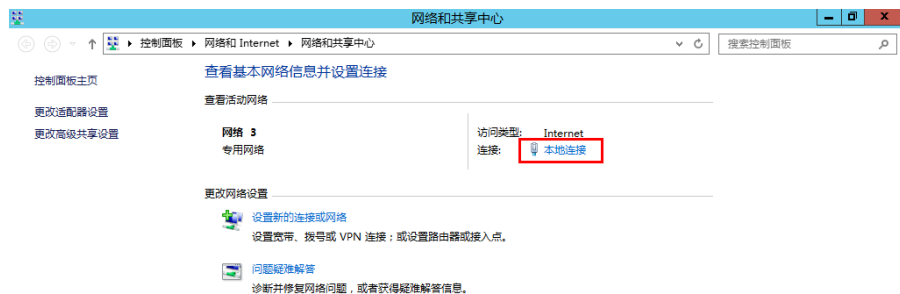 网络和共享中心
控制面板 网络和 Internet 网络和共享中心 搜索控制面板
控制面板主页
更改适配器设置
更改高级共享设置
查看基本网络信息并设置连接
查看活动网络
网络 3
专用网络
访问类型: Internet
连接: 本地连接
更改网络设置
设置新的连接或网络
设置宽带、拨号或 VPN 连接；或设置路由器或接入点。
问题疑难解答
诊断并修复网络问题，或者获得疑难解答信息。